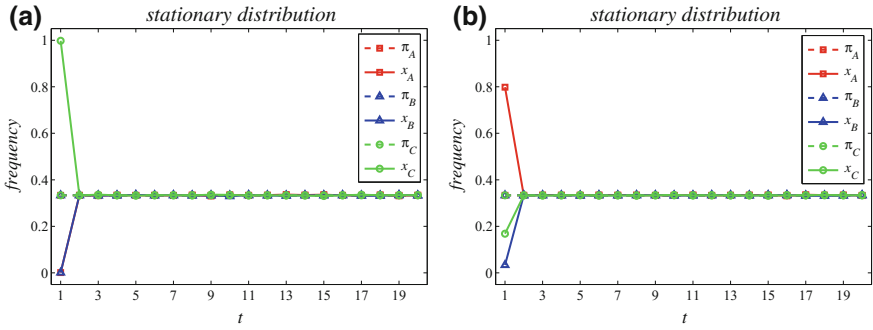 (a)
stationary distribution
frequency
1
0.8
0.6
0.4
0.2
0
1 3 5 7 9 11 13 15 17 19
t
π_A
x_A
π_B
x_B
π_C
x_C
(b)
stationary distribution
frequency
1
0.8
0.6
0.4
0.2
0
1 3 5 7 9 11 13 15 17 19
t
π_A
x_A
π_B
x_B
π_C
x_C